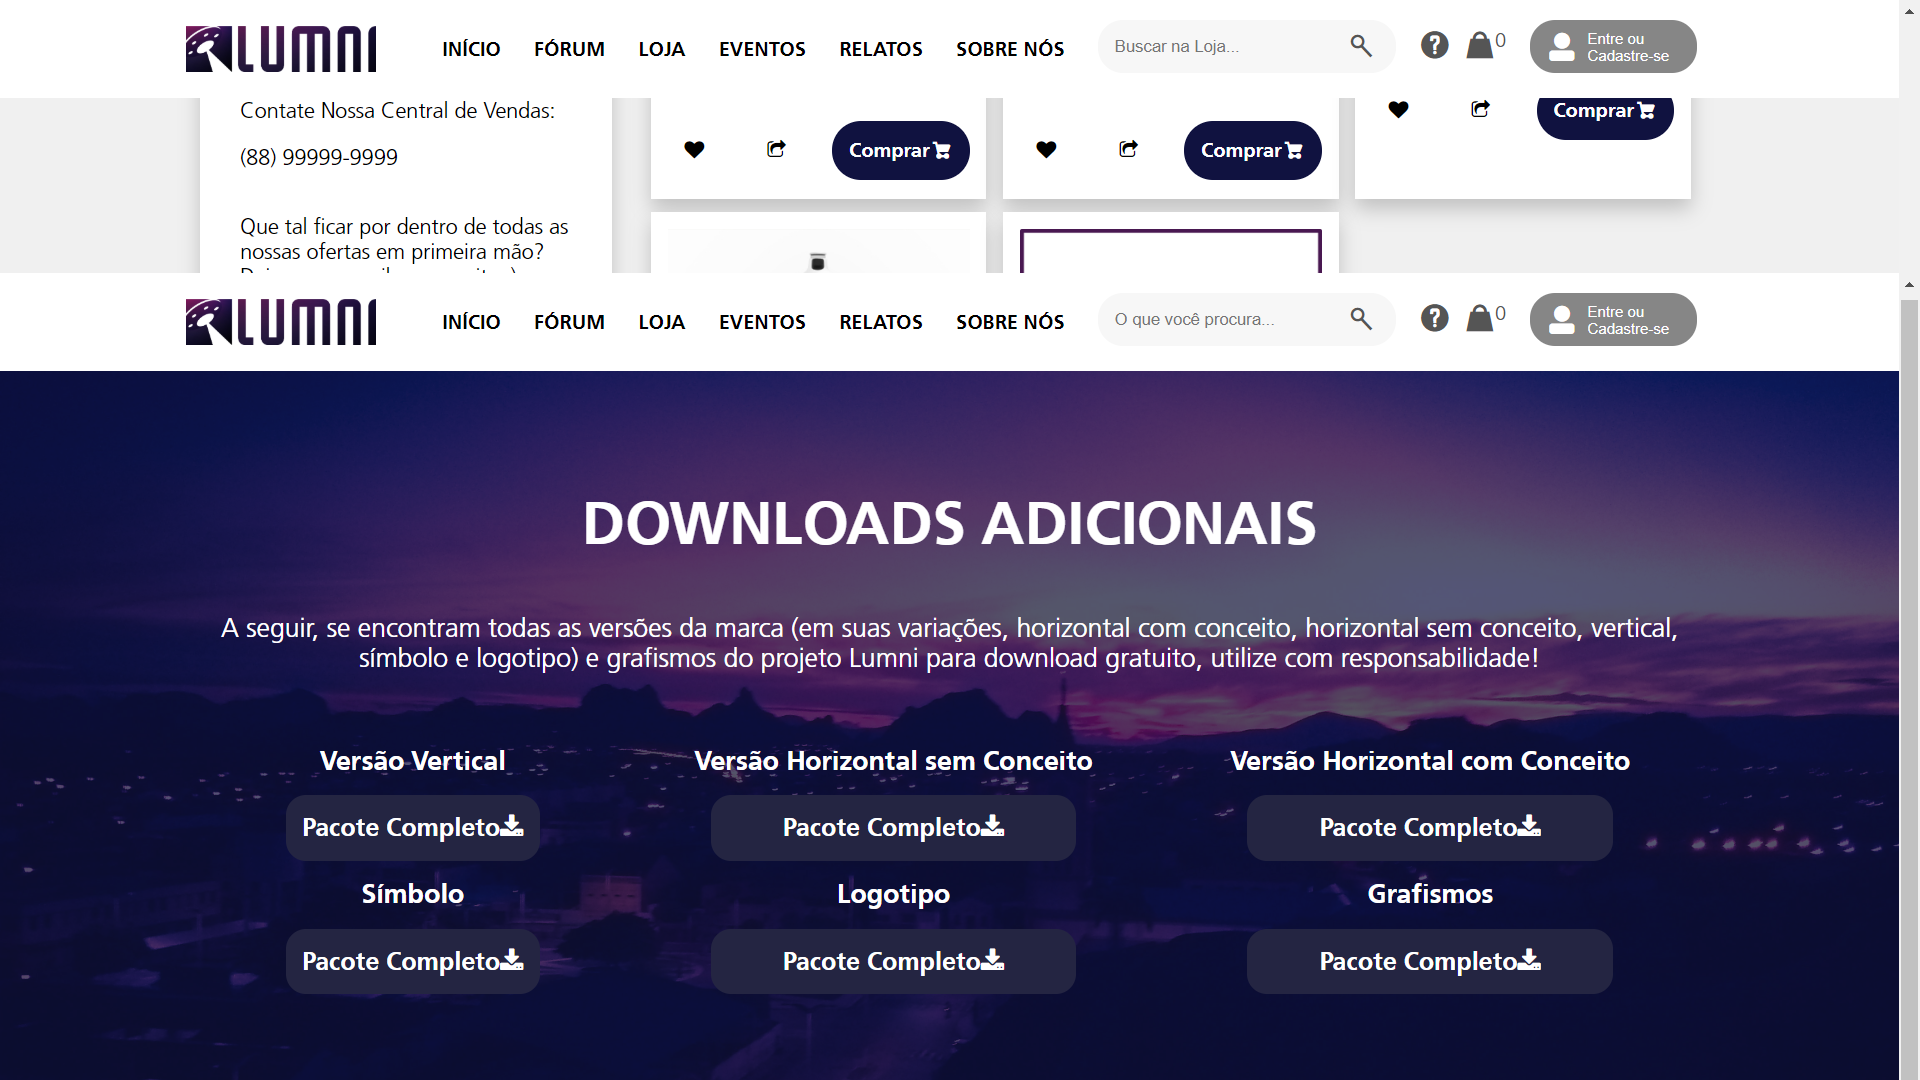 LUMNI
INÍCIO FÓRUM LOJA EVENTOS RELATOS SOBRE NÓS
Buscar na Loja...
0
Entre ou
Cadastre-se
Contate Nossa Central de Vendas:
(88) 99999-9999
Que tal ficar por dentro de todas as
nossas ofertas em primeira mão?
Comprar
Comprar
Comprar
LUMNI
INÍCIO FÓRUM LOJA EVENTOS RELATOS SOBRE NÓS
O que você procura...
0
Entre ou
Cadastre-se
DOWNLOADS ADICIONAIS
A seguir, se encontram todas as versões da marca (em suas variações, horizontal com conceito, horizontal sem conceito, vertical,
símbolo e logotipo) e grafismos do projeto Lumni para download gratuito, utilize com responsabilidade!
Versão Vertical
Pacote Completo
Versão Horizontal sem Conceito
Pacote Completo
Versão Horizontal com Conceito
Pacote Completo
Símbolo
Pacote Completo
Logotipo
Pacote Completo
Grafismos
Pacote Completo